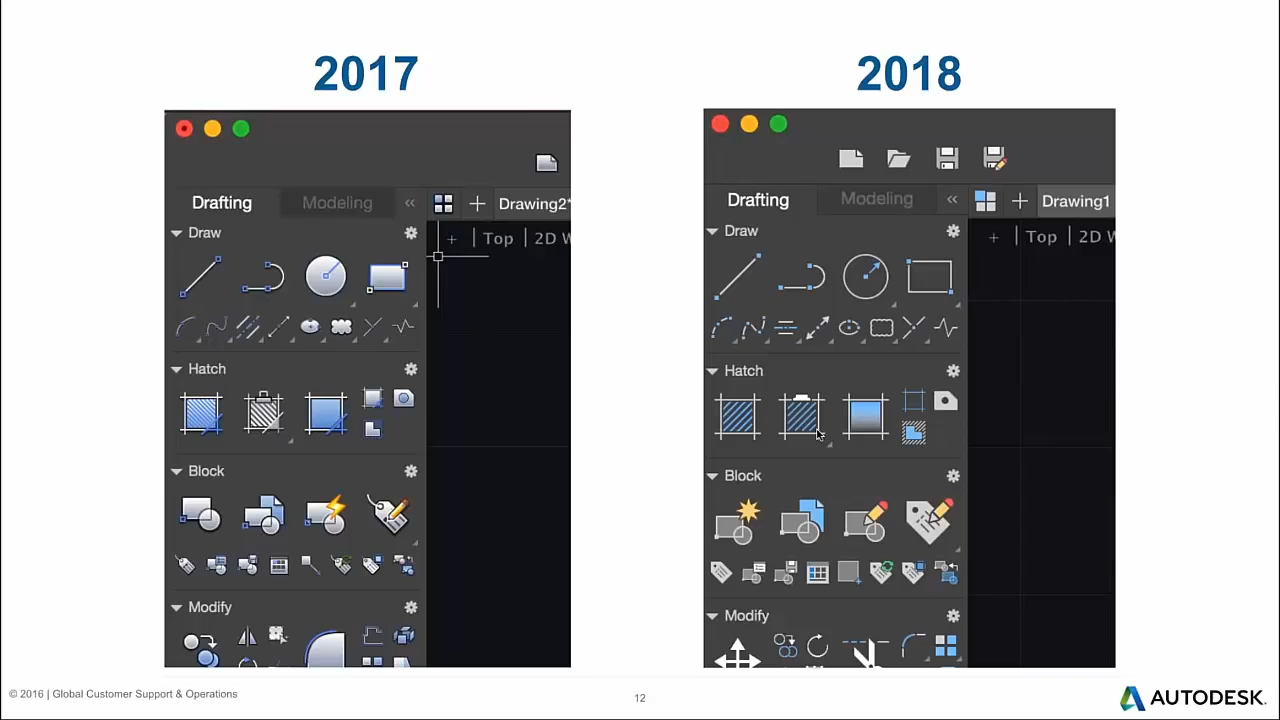 2017
2018
Drafting
Modeling
«
Drawing2*
+ | Top | 2D W
Draw
Hatch
Block
Modify
Drafting
Modeling
«
Drawing1
+ | Top | 2D W
Draw
Hatch
Block
Modify
© 2016 | Global Customer Support & Operations
12
AUTODESK.